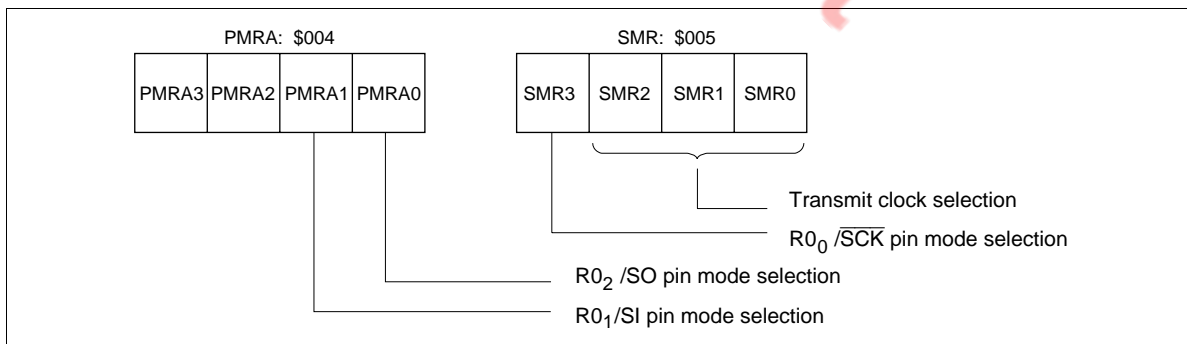 PMRA: $004
SMR: $005
PMRA3 PMRA2 PMRA1 PMRA0
SMR3 SMR2 SMR1 SMR0
Transmit clock selection
R0₀ /S̅C̅K̅ pin mode selection
R0₂ /SO pin mode selection
R0₁/SI pin mode selection